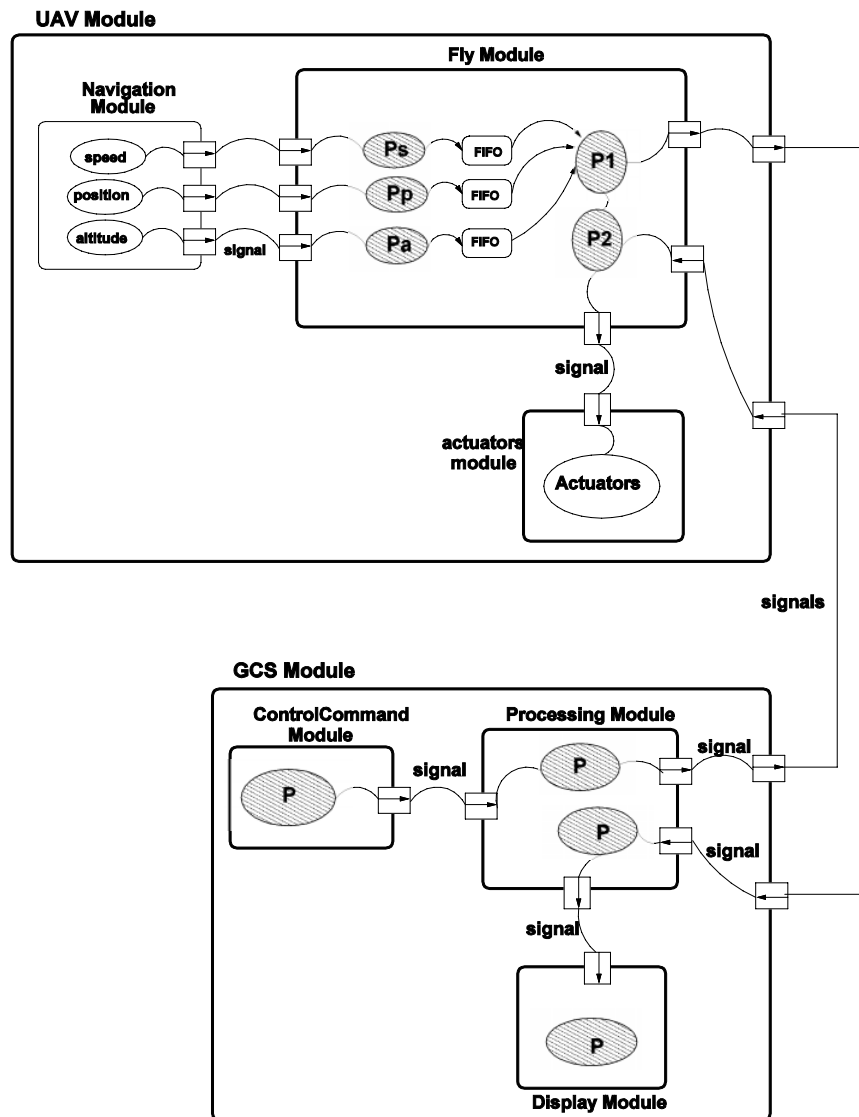 UAV Module
Fly Module
Navigation
Module
speed
position
altitude
signal
Ps
Pp
Pa
FIFO
FIFO
FIFO
P1
P2
signal
actuators
module
Actuators
signals
GCS Module
ControlCommand
Module
P
signal
Processing Module
P
P
signal
signal
signal
P
Display Module